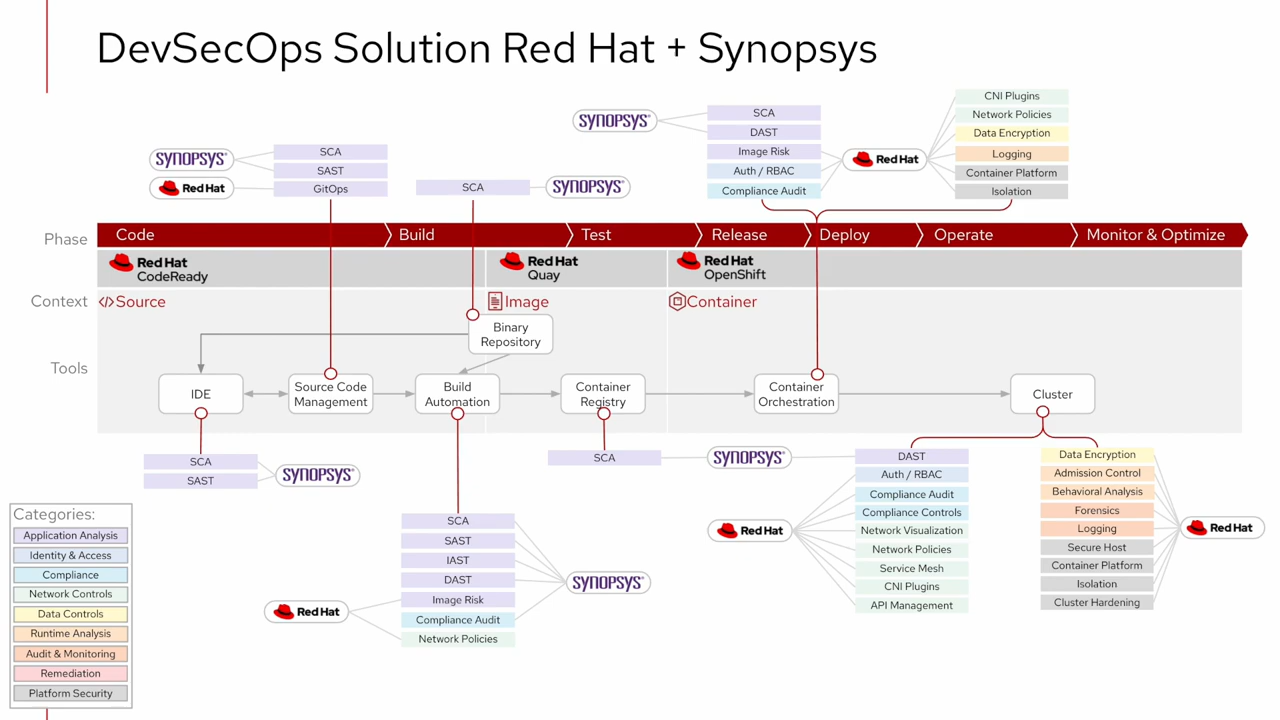 DevSecOps Solution Red Hat + Synopsys
SYNOPSYS®
SCA
SAST
Red Hat
GitOps
SCA
SYNOPSYS®
SYNOPSYS®
SCA
DAST
Image Risk
Auth / RBAC
Compliance Audit
Red Hat
CNI Plugins
Network Policies
Data Encryption
Logging
Container Platform
Isolation
Phase
Code
Build
Test
Release
Deploy
Operate
Monitor & Optimize
Red Hat
CodeReady
Red Hat
Quay
Red Hat
OpenShift
Context
</>Source
Image
Container
Tools
Binary
Repository
IDE
Source Code
Management
Build
Automation
Container
Registry
Container
Orchestration
Cluster
SCA
SAST
SYNOPSYS®
SCA
SYNOPSYS®
DAST
Auth / RBAC
Compliance Audit
Compliance Controls
Network Visualization
Network Policies
Service Mesh
CNI Plugins
API Management
Red Hat
Data Encryption
Admission Control
Behavioral Analysis
Forensics
Logging
Secure Host
Container Platform
Isolation
Cluster Hardening
Red Hat
SCA
SAST
IAST
DAST
Image Risk
Compliance Audit
Network Policies
SYNOPSYS®
Red Hat
Categories:
Application Analysis
Identity & Access
Compliance
Network Controls
Data Controls
Runtime Analysis
Audit & Monitoring
Remediation
Platform Security